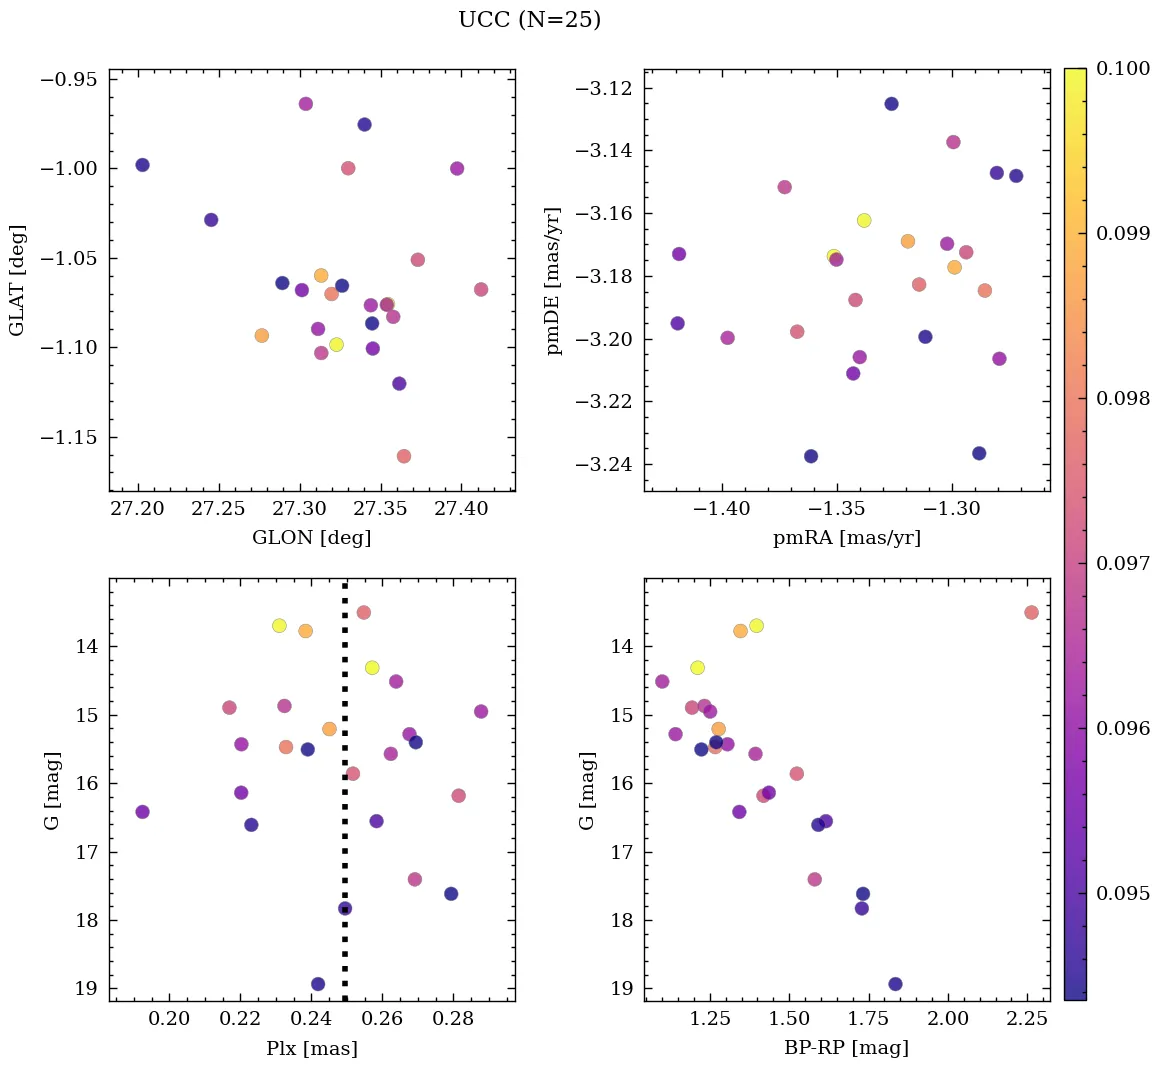 UCC (N=25)
−0.95
−1.00
−1.05
−1.10
−1.15
GLAT [deg]
27.20 27.25 27.30 27.35 27.40
GLON [deg]
−3.12
−3.14
−3.16
−3.18
−3.20
−3.22
−3.24
pmDE [mas/yr]
−1.40 −1.35 −1.30
pmRA [mas/yr]
0.100
0.099
0.098
0.097
0.096
0.095
14
15
16
17
18
19
G [mag]
0.20 0.22 0.24 0.26 0.28
Plx [mas]
14
15
16
17
18
19
G [mag]
1.25 1.50 1.75 2.00 2.25
BP-RP [mag]